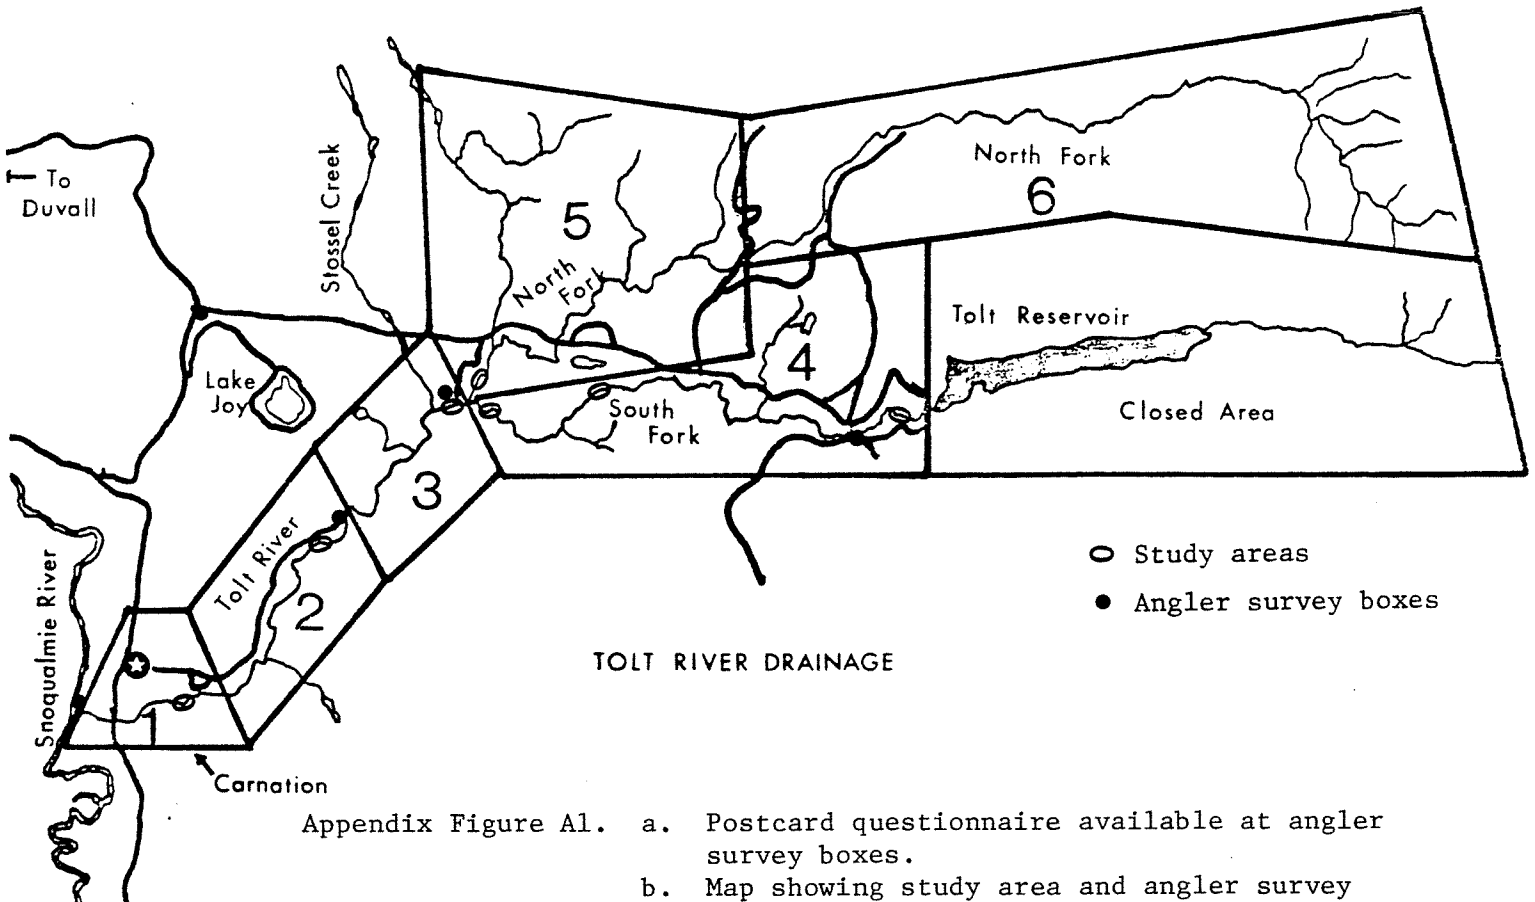 To
Duvall
Stossel Creek
5
North
Fork
North Fork
6
Tolt Reservoir
4
Lake
Joy
South
Fork
Closed Area
3
Tolt River
2
Study areas
Angler survey boxes
Snoqualmie River
TOLT RIVER DRAINAGE
1
Carnation
Appendix Figure A1. a. Postcard questionnaire available at angler
survey boxes.
b. Map showing study area and angler survey